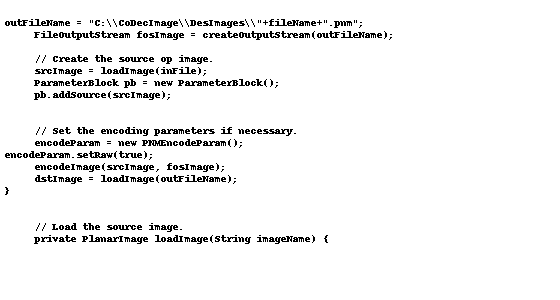 outFileName = "C:\\CoDecImage\\DesImages\\"+fileName+".pnm";
FileOutputStream fosImage = createOutputStream(outFileName);
// Create the source op image.
srcImage = loadImage(inFile);
ParameterBlock pb = new ParameterBlock();
pb.addSource(srcImage);
// Set the encoding parameters if necessary.
encodeParam = new PNMEncodeParam();
encodeParam.setRaw(true);
encodeImage(srcImage, fosImage);
dstImage = loadImage(outFileName);
}
// Load the source image.
private PlanarImage loadImage(String imageName) {